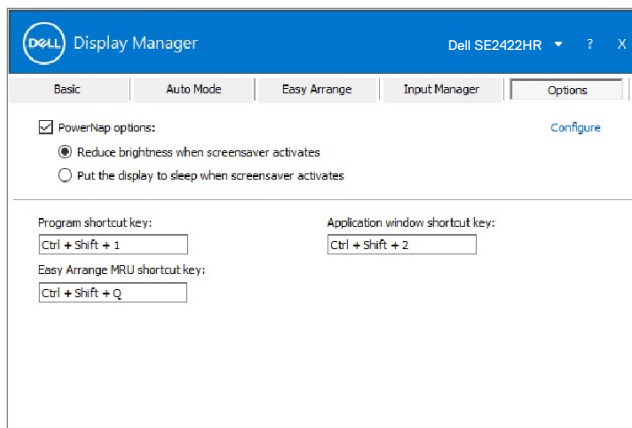 DELL Display Manager Dell SE2422HR ? X
Basic Auto Mode Easy Arrange Input Manager Options
PowerNap options: Configure
Reduce brightness when screensaver activates
Put the display to sleep when screensaver activates
Program shortcut key: Application window shortcut key:
Ctrl + Shift + 1 Ctrl + Shift + 2
Easy Arrange MRU shortcut key:
Ctrl + Shift + Q